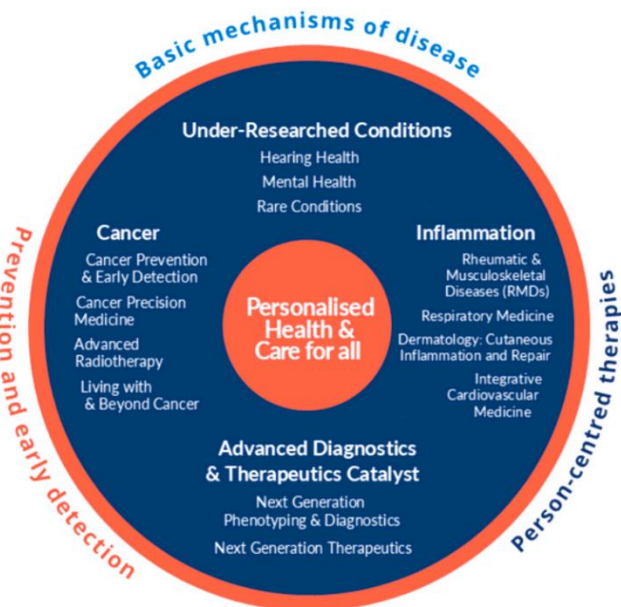 Basic mechanisms of disease
Under-Researched Conditions
Hearing Health
Mental Health
Rare Conditions
Cancer
Cancer Prevention
& Early Detection
Cancer Precision
Medicine
Advanced
Radiotherapy
Living with
& Beyond Cancer
Personalised
Health &
Care for all
Inflammation
Rheumatic &
Musculoskeletal
Diseases (RMDs)
Respiratory Medicine
Dermatology: Cutaneous
Inflammation and Repair
Integrative
Cardiovascular
Medicine
Advanced Diagnostics
& Therapeutics Catalyst
Next Generation
Phenotyping & Diagnostics
Next Generation Therapeutics
Prevention and early detection
Person-centred therapies